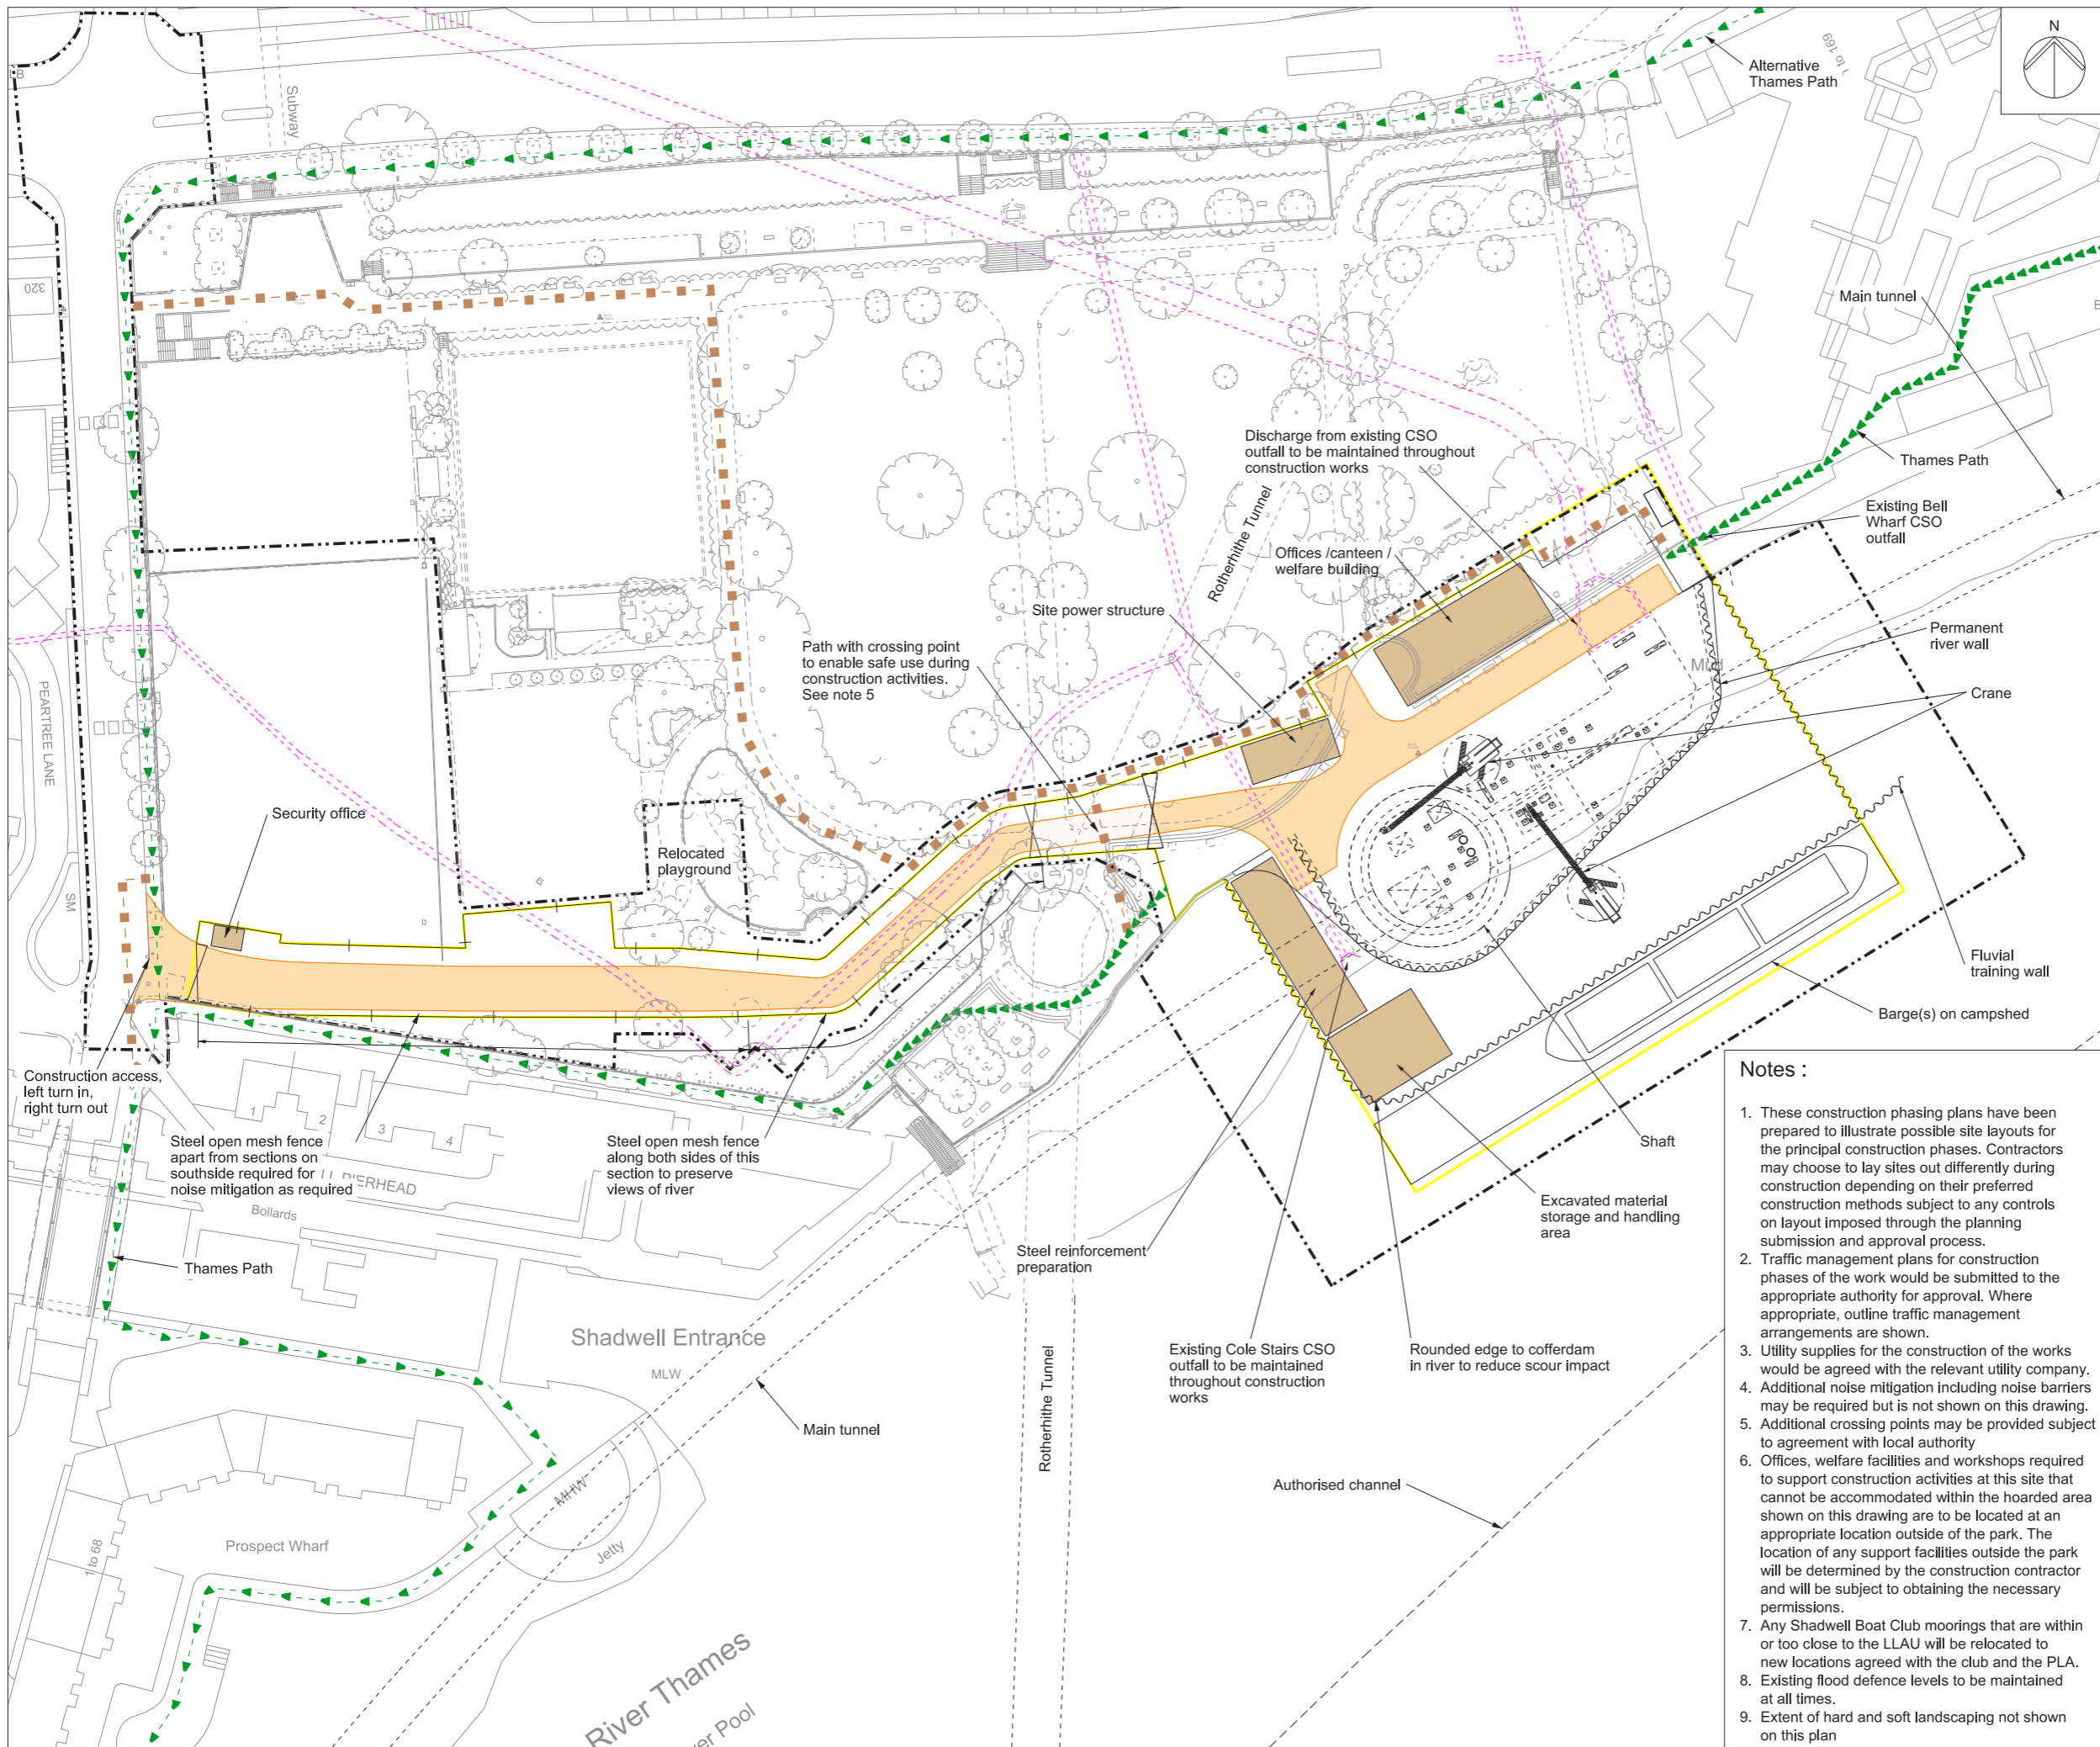 N
Alternative
Thames Path
1 to 169
LB
Subway
320
Main tunnel
Discharge from existing CSO
outfall to be maintained throughout
construction works
Thames Path
Existing Bell
Wharf CSO
outfall
Rotherhithe Tunnel
Offices /canteen /
welfare building
Site power structure
Path with crossing point
to enable safe use during
construction activities.
See note 5
Permanent
river wall
Mud
Crane
PEARTREE LANE
SM
Security office
Relocated
playground
Fluvial
training wall
Barge(s) on campshed
Construction access,
left turn in,
right turn out
1
2
3
4
Steel open mesh fence
apart from sections on
southside required for
noise mitigation as required
PIERHEAD
Bollards
Steel open mesh fence
along both sides of this
section to preserve
views of river
Shaft
Excavated material
storage and handling
area
Steel reinforcement
preparation
Thames Path
Shadwell Entrance
MLW
Existing Cole Stairs CSO
outfall to be maintained
throughout construction
works
Rounded edge to cofferdam
in river to reduce scour impact
Rotherhithe Tunnel
Main tunnel
Authorised channel
MHW
Jetty
Prospect Wharf
1 to 68
River Thames
Pool
Notes :
1. These construction phasing plans have been
prepared to illustrate possible site layouts for
the principal construction phases. Contractors
may choose to lay sites out differently during
construction depending on their preferred
construction methods subject to any controls
on layout imposed through the planning
submission and approval process.
2. Traffic management plans for construction
phases of the work would be submitted to the
appropriate authority for approval. Where
appropriate, outline traffic management
arrangements are shown.
3. Utility supplies for the construction of the works
would be agreed with the relevant utility company.
4. Additional noise mitigation including noise barriers
may be required but is not shown on this drawing.
5. Additional crossing points may be provided subject
to agreement with local authority
6. Offices, welfare facilities and workshops required
to support construction activities at this site that
cannot be accommodated within the hoarded area
shown on this drawing are to be located at an
appropriate location outside of the park. The
location of any support facilities outside the park
will be determined by the construction contractor
and will be subject to obtaining the necessary
permissions.
7. Any Shadwell Boat Club moorings that are within
or too close to the LLAU will be relocated to
new locations agreed with the club and the PLA.
8. Existing flood defence levels to be maintained
at all times.
9. Extent of hard and soft landscaping not shown
on this plan